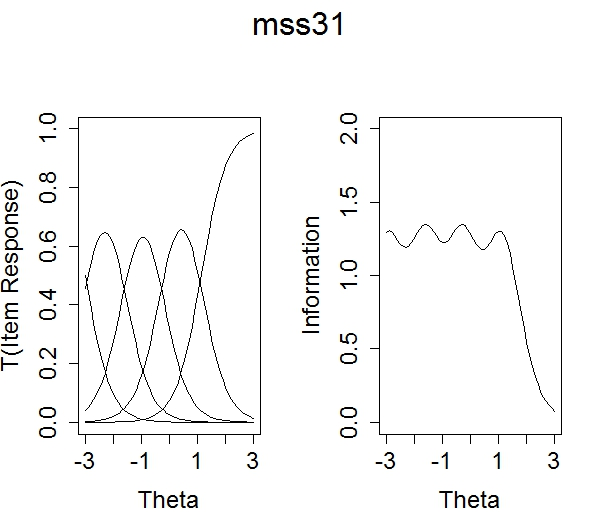 mss31
T(Item Response)
0.0 0.2 0.4 0.6 0.8 1.0
-3 -1 1 3
Theta
Information
0.0 0.5 1.0 1.5 2.0
-3 -1 1 3
Theta